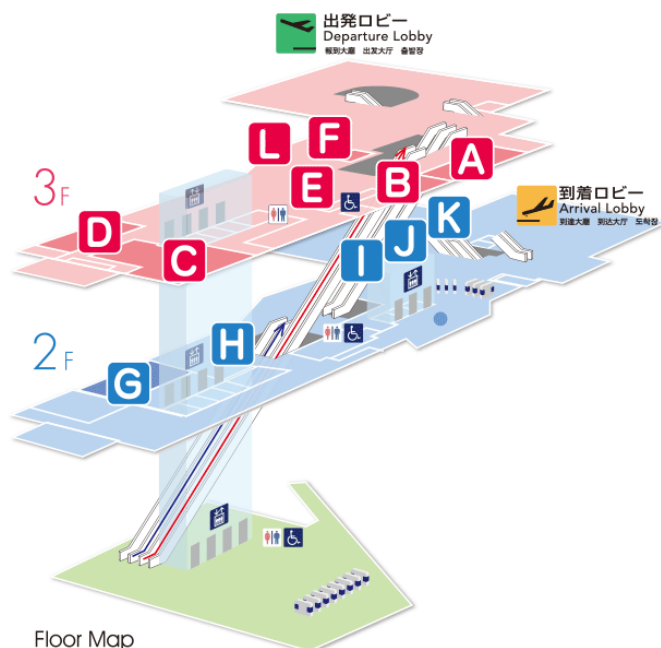 出発ロビー
Departure Lobby
報到大廳 出发大厅 출발장
L
F
A
3F
E
B
D
K
到着ロビー
Arrival Lobby
到達大廳 到达大厅 도착장
C
I
J
2F
H
G
Floor Map